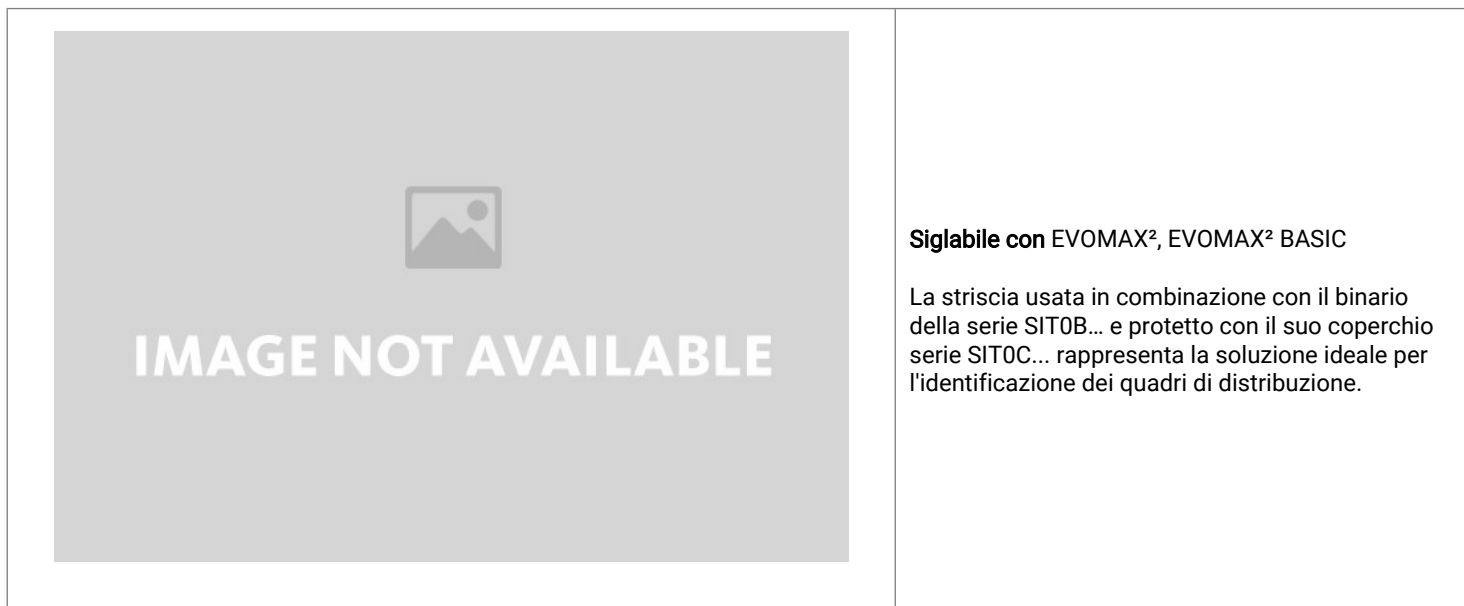 IMAGE NOT AVAILABLE
Siglabile con EVOMAX², EVOMAX² BASIC
La striscia usata in combinazione con il binario
della serie SIT0B... e protetto con il suo coperchio
serie SIT0C... rappresenta la soluzione ideale per
l'identificazione dei quadri di distribuzione.